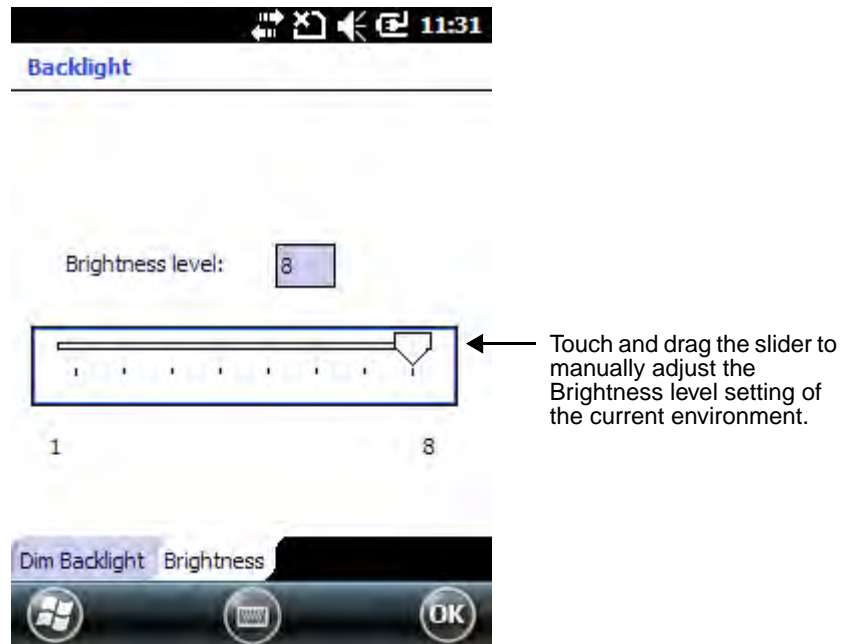 11:31
Backlight
Brightness level: 8
Touch and drag the slider to
manually adjust the
Brightness level setting of
the current environment.
1 8
Dim Backlight Brightness
OK